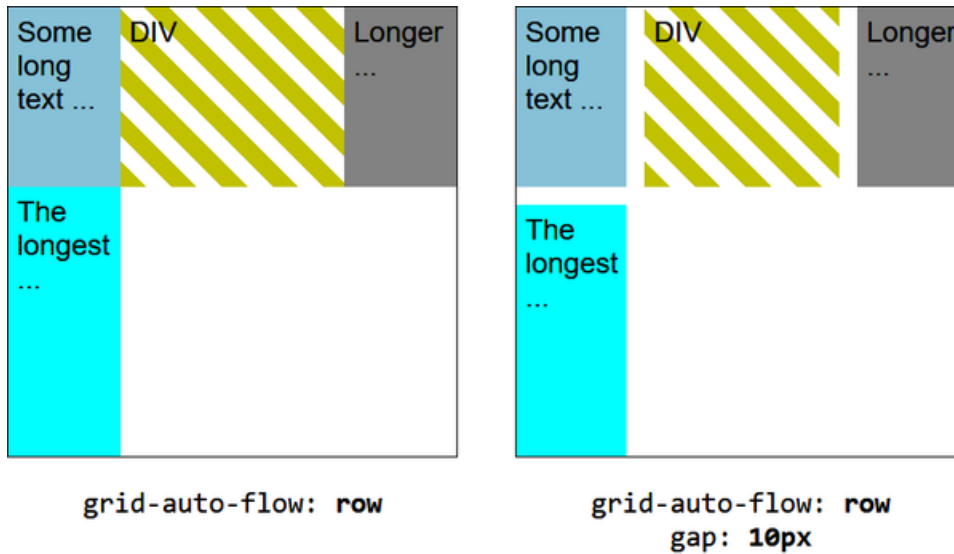 Some
long
text ...
DIV
Longer
...
The
longest
...
grid-auto-flow: row
Some
long
text ...
DIV
Longer
...
The
longest
...
grid-auto-flow: row
gap: 10px